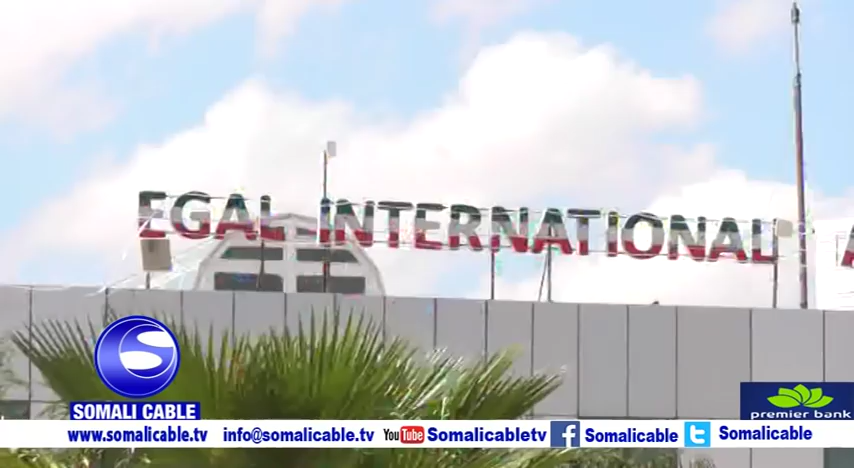 EGAL INTERNATIONAL A
S
SOMALI CABLE
premier bank
www.somalicable.tv info@somalicable.tv YouTube Somalicabletv f Somalicable t Somalicable